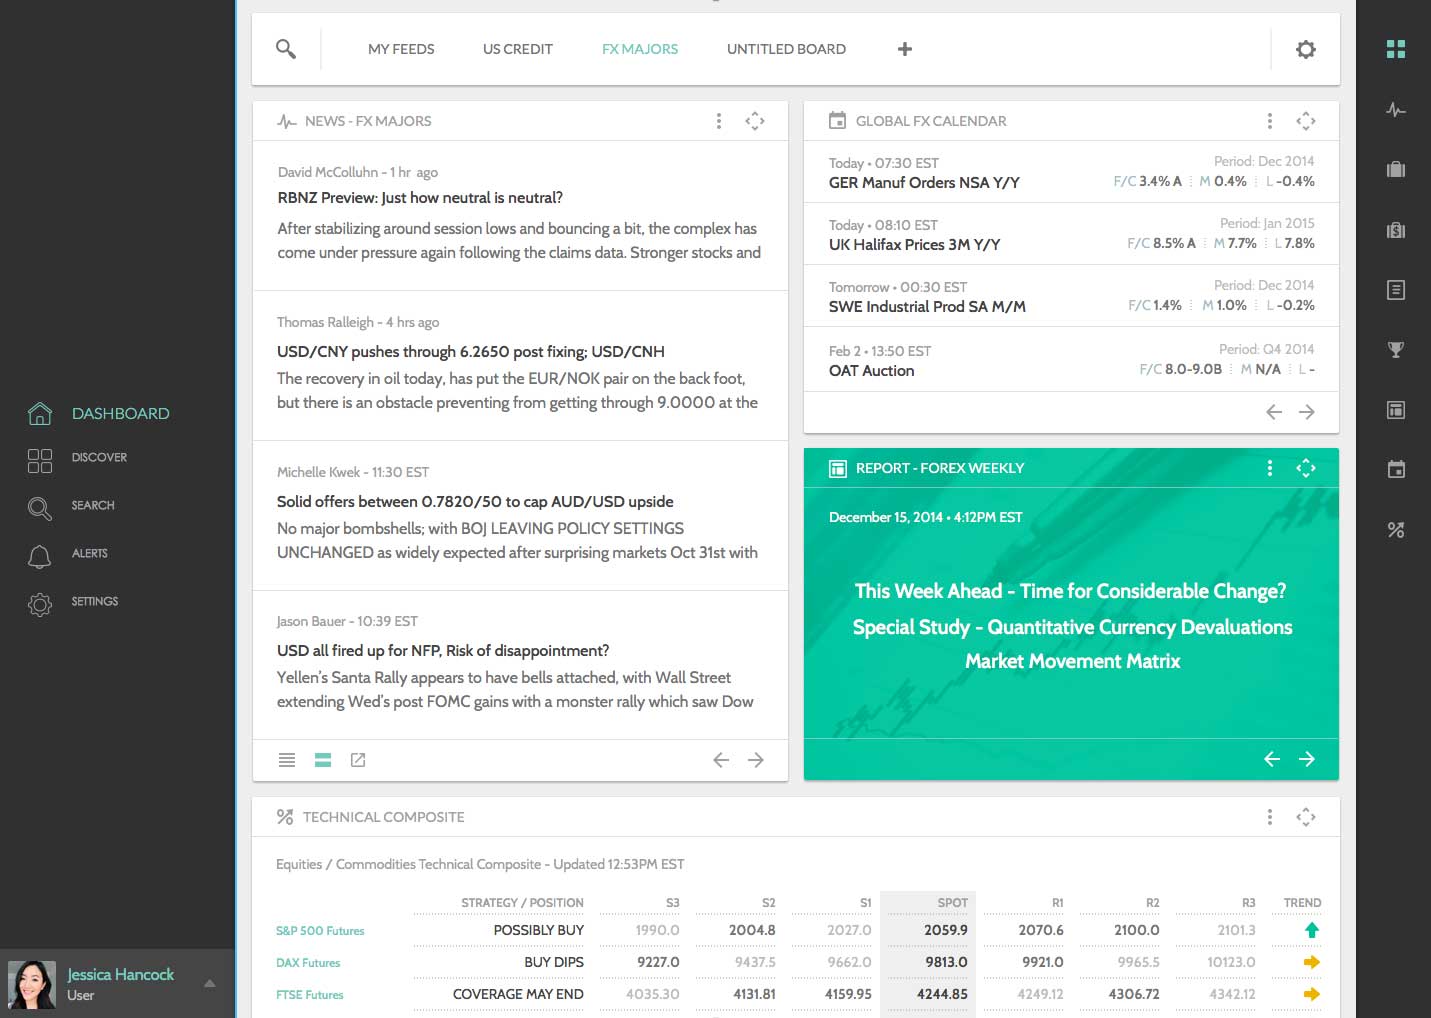 MY FEEDS
US CREDIT
FX MAJORS
UNTITLED BOARD
NEWS - FX MAJORS
David McColluhn - 1 hr ago
RBNZ Preview: Just how neutral is neutral?
After stabilizing around session lows and bouncing a bit, the complex has
come under pressure again following the claims data. Stronger stocks and
Thomas Ralleigh - 4 hrs ago
USD/CNY pushes through 6.2650 post fixing; USD/CNH
The recovery in oil today, has put the EUR/NOK pair on the back foot,
but there is an obstacle preventing from getting through 9.0000 at the
Michelle Kwek - 11:30 EST
Solid offers between 0.7820/50 to cap AUD/USD upside
No major bombshells; with BOJ LEAVING POLICY SETTINGS
UNCHANGED as widely expected after surprising markets Oct 31st with
Jason Bauer - 10:39 EST
USD all fired up for NFP, Risk of disappointment?
Yellen's Santa Rally appears to have bells attached, with Wall Street
extending Wed's post FOMC gains with a monster rally which saw Dow
GLOBAL FX CALENDAR
Today • 07:30 EST Period: Dec 2014
GER Manuf Orders NSA Y/Y F/C 3.4% A M 0.4% L -0.4%
Today • 08:10 EST Period: Jan 2015
UK Halifax Prices 3M Y/Y F/C 8.5% A M 7.7% L 7.8%
Tomorrow • 00:30 EST Period: Dec 2014
SWE Industrial Prod SA M/M F/C 1.4% M 1.0% L -0.2%
Feb 2 • 13:50 EST Period: Q4 2014
OAT Auction F/C 8.0-9.0B M N/A L -
REPORT - FOREX WEEKLY
December 15, 2014 • 4:12PM EST
This Week Ahead - Time for Considerable Change?
Special Study - Quantitative Currency Devaluations
Market Movement Matrix
DASHBOARD
DISCOVER
SEARCH
ALERTS
SETTINGS
Jessica Hancock
User
TECHNICAL COMPOSITE
Equities / Commodities Technical Composite - Updated 12:53PM EST
STRATEGY / POSITION S3 S2 S1 SPOT R1 R2 R3 TREND
S&P 500 Futures POSSIBLY BUY 1990.0 2004.8 2027.0 2059.9 2070.6 2100.0 2101.3
DAX Futures BUY DIPS 9227.0 9437.5 9662.0 9813.0 9921.0 9965.5 10123.0
FTSE Futures COVERAGE MAY END 4035.30 4131.81 4159.95 4244.85 4249.12 4306.72 4342.12